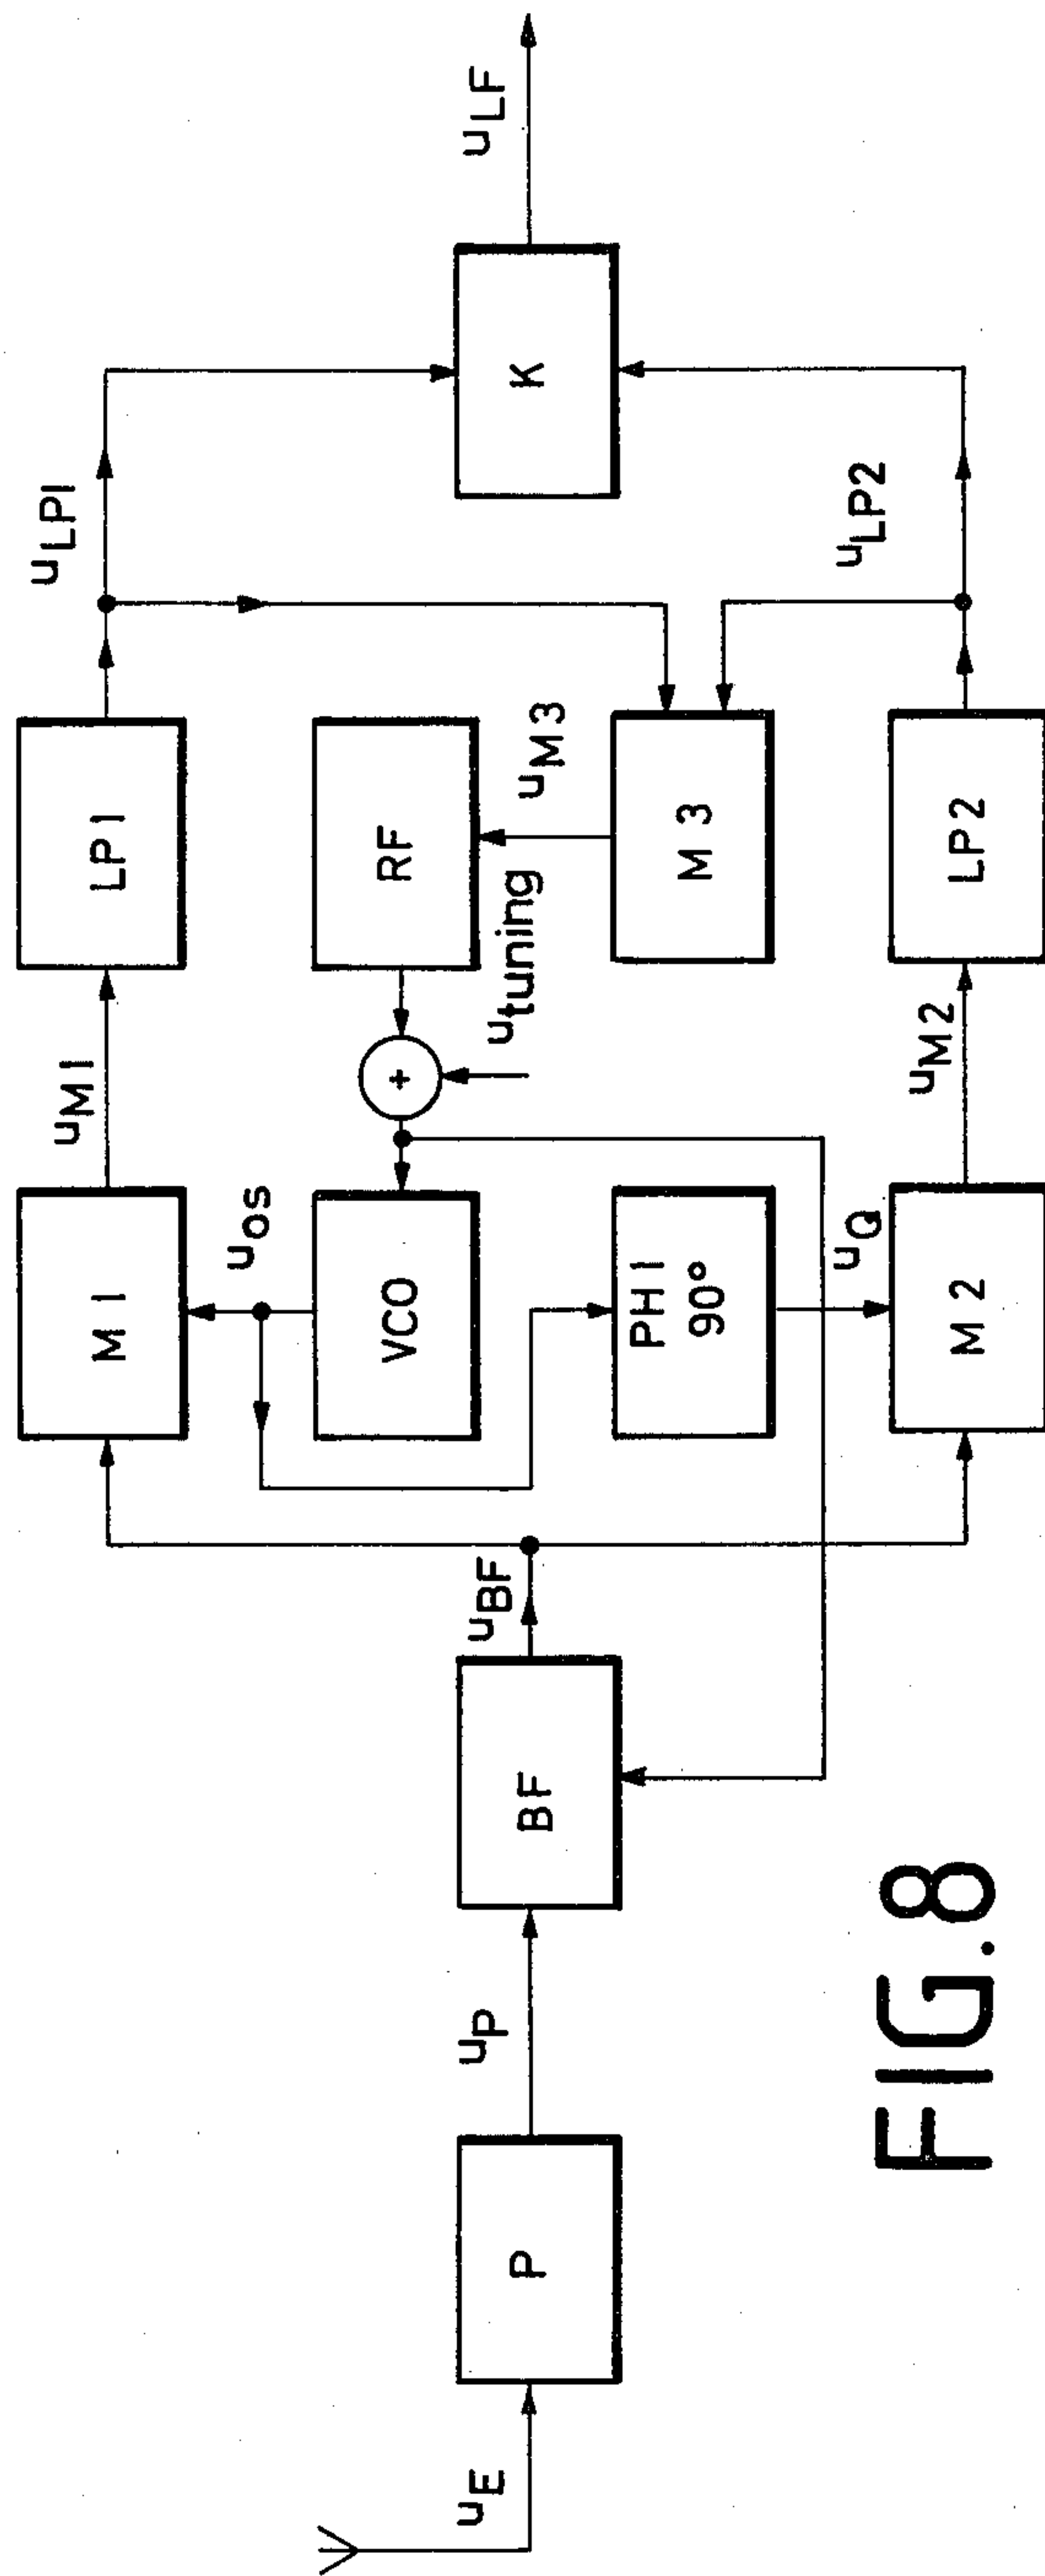 u_E
P
u_P
BF
u_BF
M1
u_M1
LP1
u_LP1
u_os
VCO
+
RF
u_tuning
u_M3
PH1
90°
M3
u_Q
M2
u_M2
LP2
u_LP2
K
u_LF
FIG.8